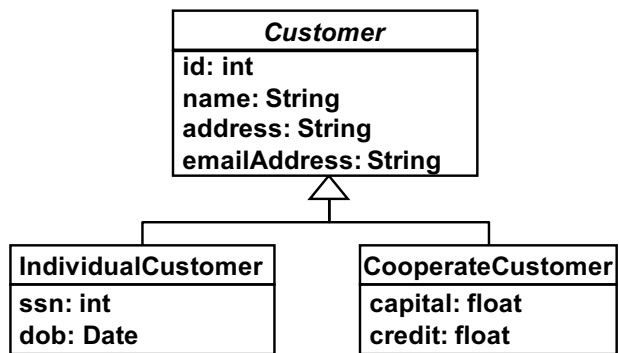 Customer
id: int
name: String
address: String
emailAddress: String
IndividualCustomer
ssn: int
dob: Date
CooperateCustomer
capital: float
credit: float